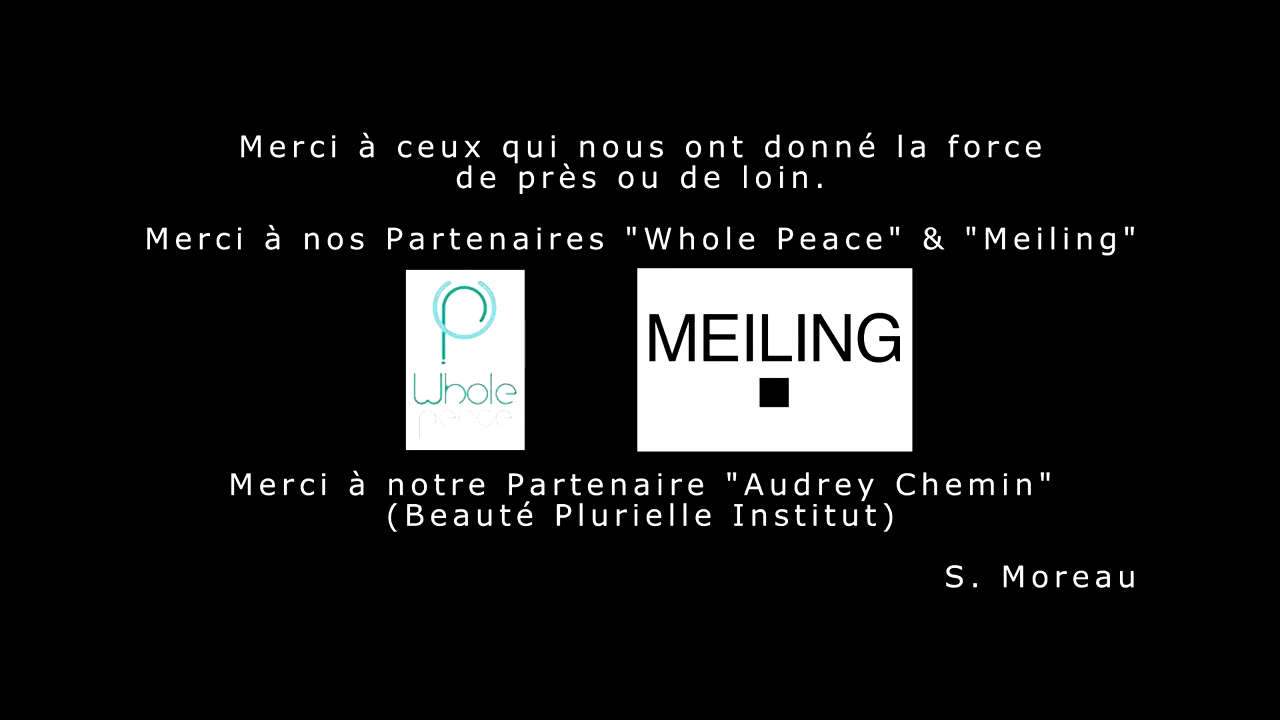 Merci à ceux qui nous ont donné la force
de près ou de loin.
Merci à nos Partenaires "Whole Peace" & "Meiling"
Whole
peace
MEILING
Merci à notre Partenaire "Audrey Chemin"
(Beauté Plurielle Institut)
S. Moreau